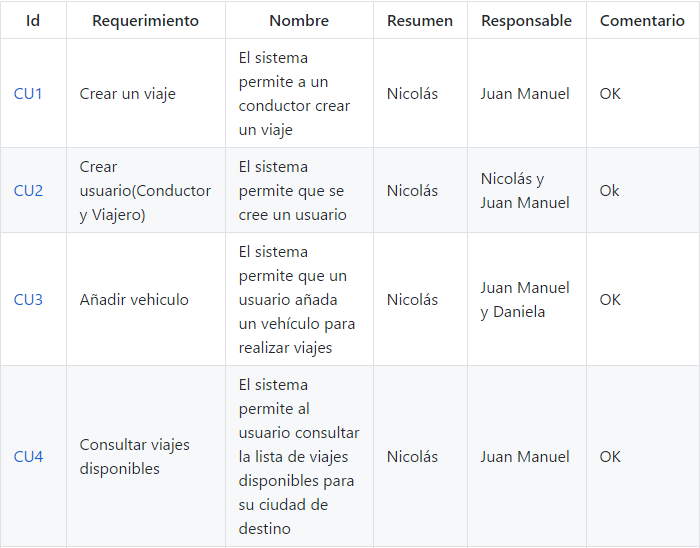 Id Requerimiento Nombre Resumen Responsable Comentario
CU1 Crear un viaje El sistema permite a un conductor crear un viaje Nicolás Juan Manuel OK
CU2 Crear usuario(Conductor y Viajero) El sistema permite que se cree un usuario Nicolás Nicolás y Juan Manuel Ok
CU3 Añadir vehiculo El sistema permite que un usuario añada un vehículo para realizar viajes Nicolás Juan Manuel y Daniela OK
CU4 Consultar viajes disponibles El sistema permite al usuario consultar la lista de viajes disponibles para su ciudad de destino Nicolás Juan Manuel OK